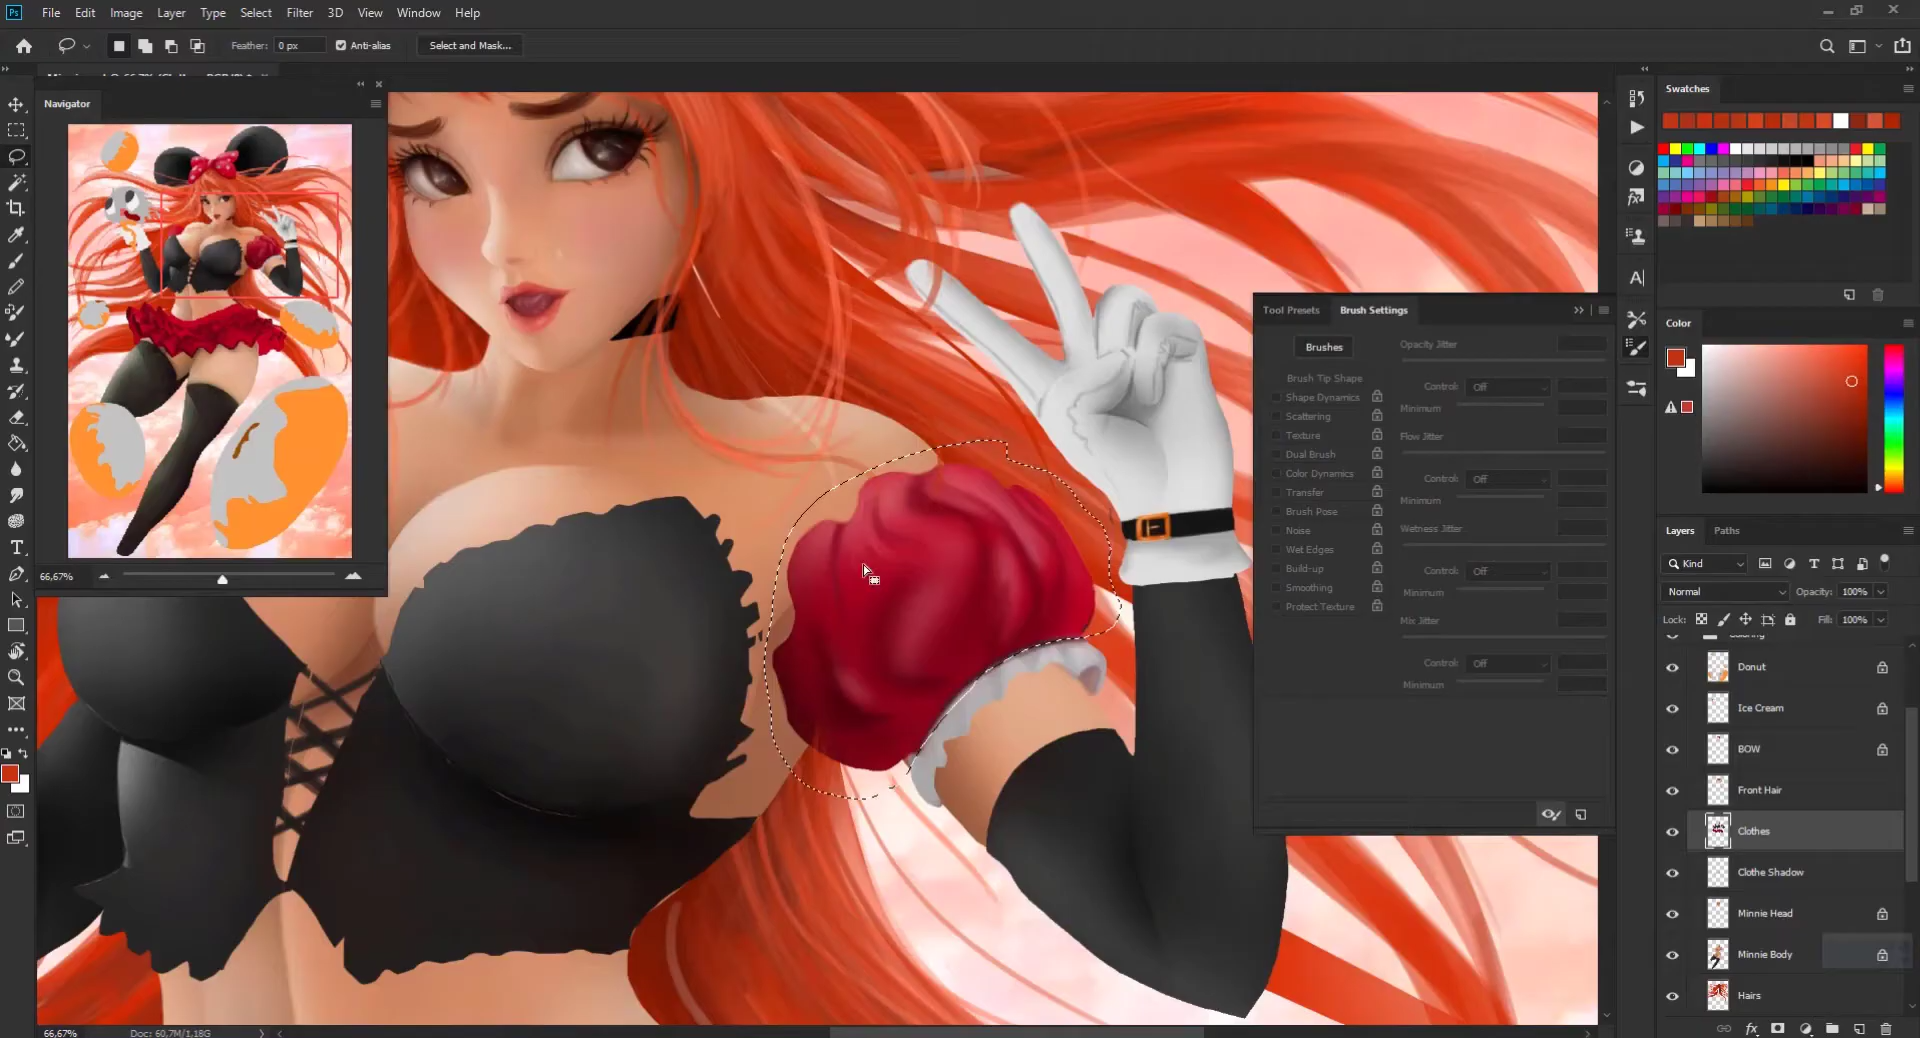 Ps File Edit Image Layer Type Select Filter 3D View Window Help
Feather: 0 px Anti-alias Select and Mask...
Navigator
66,67%
Tool Presets Brush Settings
Brushes
Brush Tip Shape
Shape Dynamics
Scattering
Texture
Dual Brush
Color Dynamics
Transfer
Brush Pose
Noise
Wet Edges
Build-up
Smoothing
Protect Texture
Opacity Jitter
Control: Off
Minimum
Flow Jitter
Control: Off
Minimum
Wetness Jitter
Control: Off
Minimum
Mix Jitter
Control: Off
Minimum
Swatches
Color
Layers Paths
Kind
Normal Opacity: 100%
Lock: Fill: 100%
Donut
Ice Cream
BOW
Front Hair
Clothes
Clothe Shadow
Minnie Head
Minnie Body
Hairs
66,67% Doc: 60,7M/1,18G